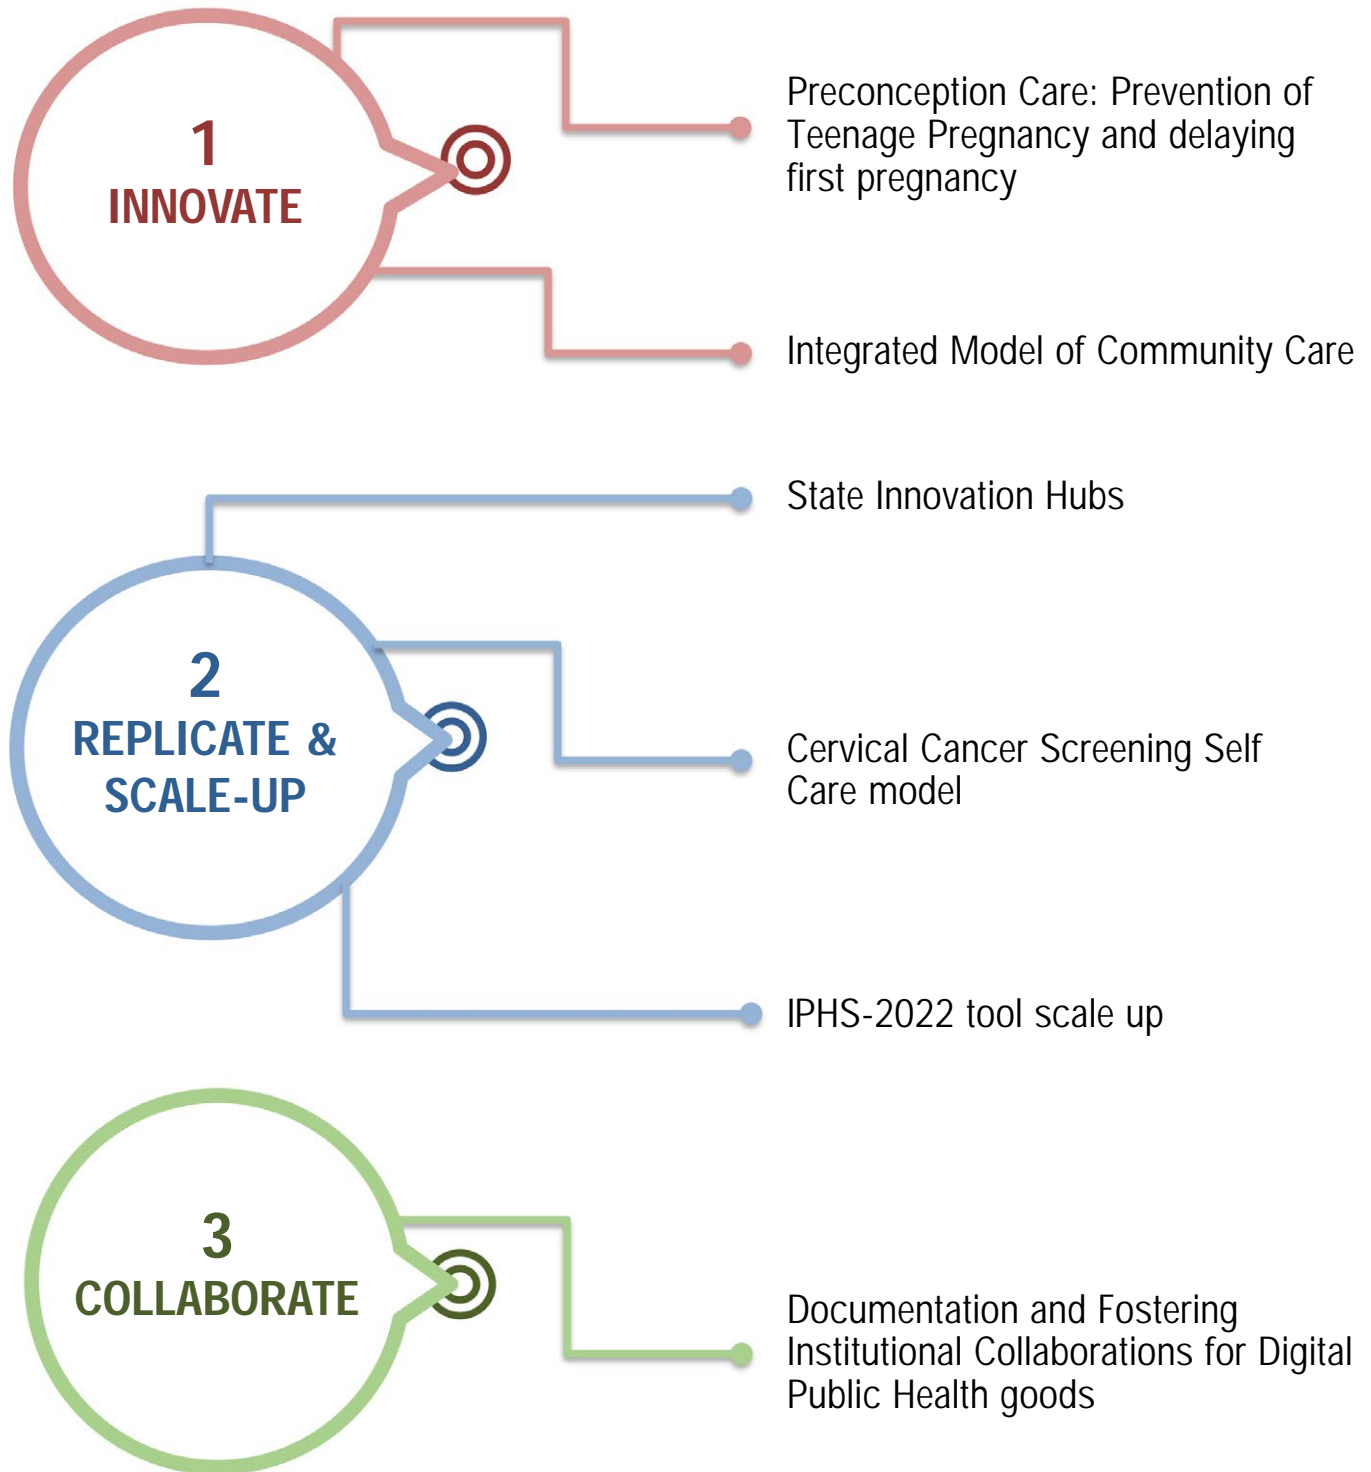 1
INNOVATE
Preconception Care: Prevention of
Teenage Pregnancy and delaying
first pregnancy
Integrated Model of Community Care
State Innovation Hubs
2
REPLICATE &
SCALE-UP
Cervical Cancer Screening Self
Care model
IPHS-2022 tool scale up
3
COLLABORATE
Documentation and Fostering
Institutional Collaborations for Digital
Public Health goods